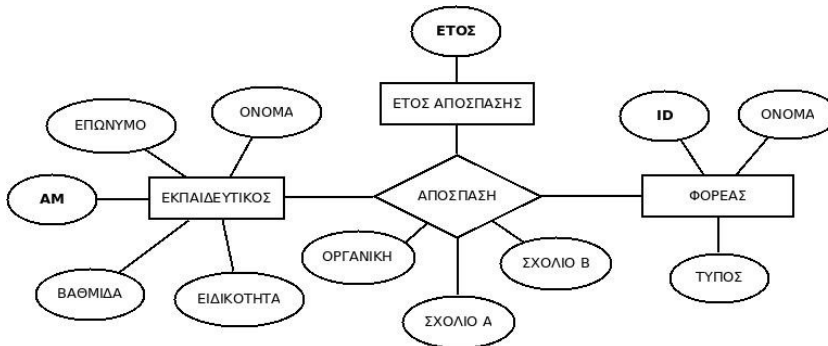 ΕΤΟΣ
ΕΤΟΣ ΑΠΟΣΠΑΣΗΣ
ΕΠΩΝΥΜΟ
ΟΝΟΜΑ
ID
ΟΝΟΜΑ
ΑΜ
ΕΚΠΑΙΔΕΥΤΙΚΟΣ
ΑΠΟΣΠΑΣΗ
ΦΟΡΕΑΣ
ΟΡΓΑΝΙΚΗ
ΣΧΟΛΙΟ Β
ΤΥΠΟΣ
ΒΑΘΜΙΔΑ
ΕΙΔΙΚΟΤΗΤΑ
ΣΧΟΛΙΟ Α